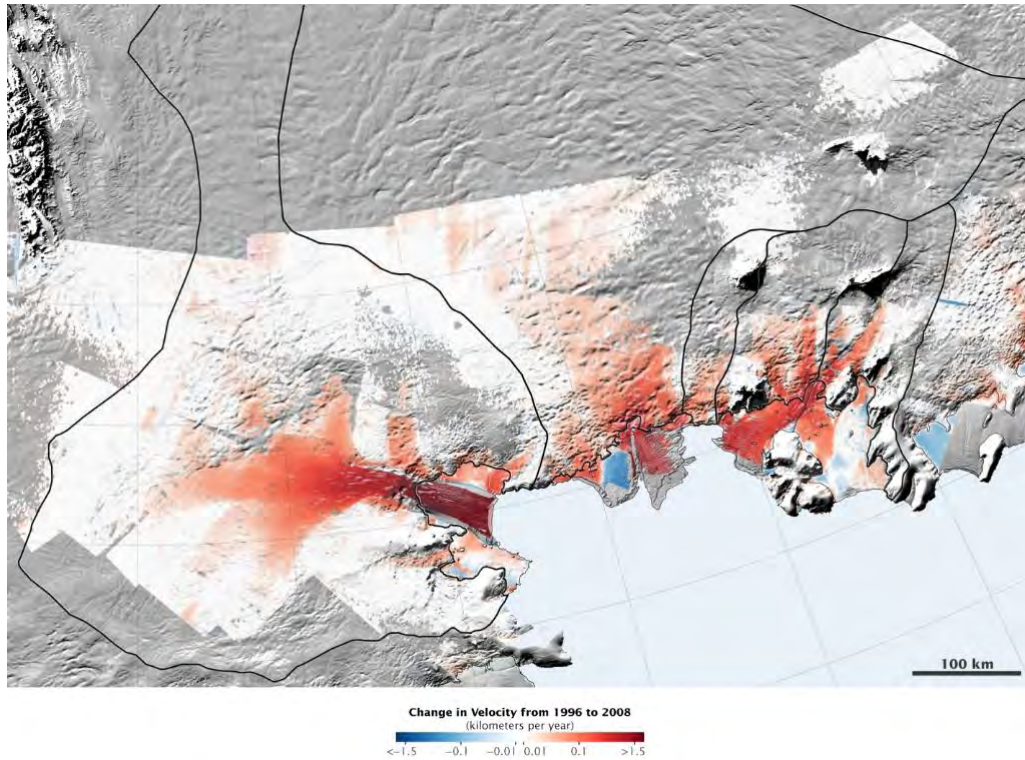 100 km
Change in Velocity from 1996 to 2008
(kilometers per year)
<-1.5 -0.1 -0.01 0.01 0.1 >1.5